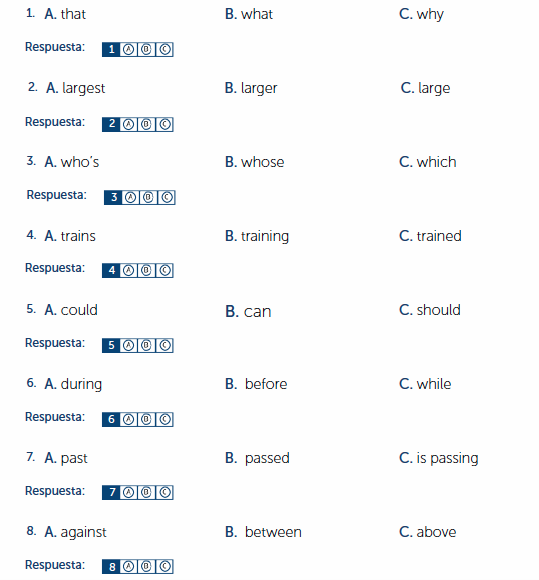 1. A. that B. what C. why
Respuesta: 1 A B C
2. A. largest B. larger C. large
Respuesta: 2 A B C
3. A. who's B. whose C. which
Respuesta: 3 A B C
4. A. trains B. training C. trained
Respuesta: 4 A B C
5. A. could B. can C. should
Respuesta: 5 A B C
6. A. during B. before C. while
Respuesta: 6 A B C
7. A. past B. passed C. is passing
Respuesta: 7 A B C
8. A. against B. between C. above
Respuesta: 8 A B C